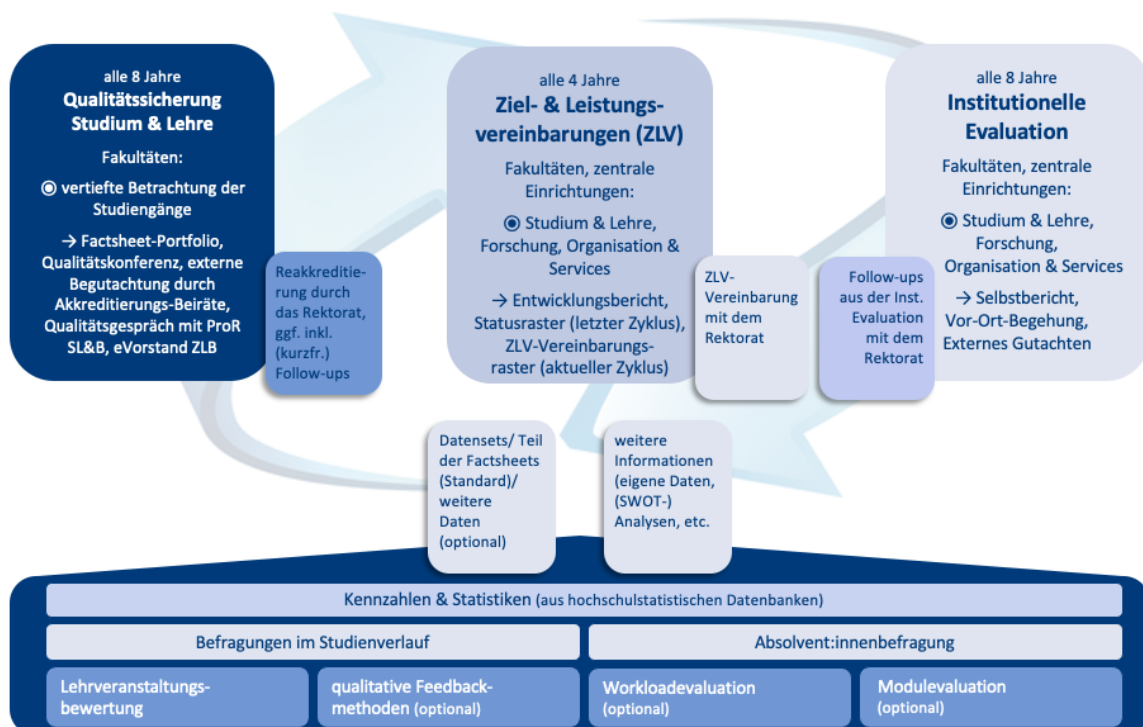 alle 8 Jahre
Qualitätssicherung
Studium & Lehre
Fakultäten:
◉ vertiefte Betrachtung der
Studiengänge
→ Factsheet-Portfolio,
Qualitätskonferenz, externe
Begutachtung durch
Akkreditierungs-Beiräte,
Qualitätsgespräch mit ProR
SL&B, eVorstand ZLB
Reakkreditie-
rung durch
das Rektorat,
ggf. inkl.
(kurzfr.)
Follow-ups
alle 4 Jahre
Ziel- & Leistungs-
vereinbarungen (ZLV)
Fakultäten, zentrale
Einrichtungen:
◉ Studium & Lehre,
Forschung, Organisation &
Services
→ Entwicklungsbericht,
Statusraster (letzter Zyklus),
ZLV-Vereinbarungs-
raster (aktueller Zyklus)
ZLV-
Vereinbarung
mit dem
Rektorat
Follow-ups
aus der Inst.
Evaluation
mit dem
Rektorat
alle 8 Jahre
Institutionelle
Evaluation
Fakultäten, zentrale
Einrichtungen:
◉ Studium & Lehre,
Forschung,
Organisation & Services
→ Selbstbericht,
Vor-Ort-Begehung,
Externes Gutachten
Datensets/ Teil
der Factsheets
(Standard)/
weitere
Daten
(optional)
weitere
Informationen
(eigene Daten,
(SWOT-)
Analysen, etc.
Kennzahlen & Statistiken (aus hochschulstatistischen Datenbanken)
Befragungen im Studienverlauf
Absolvent:innenbefragung
Lehrveranstaltungs-
bewertung
qualitative Feedback-
methoden (optional)
Workloadevaluation
(optional)
Modulevaluation
(optional)